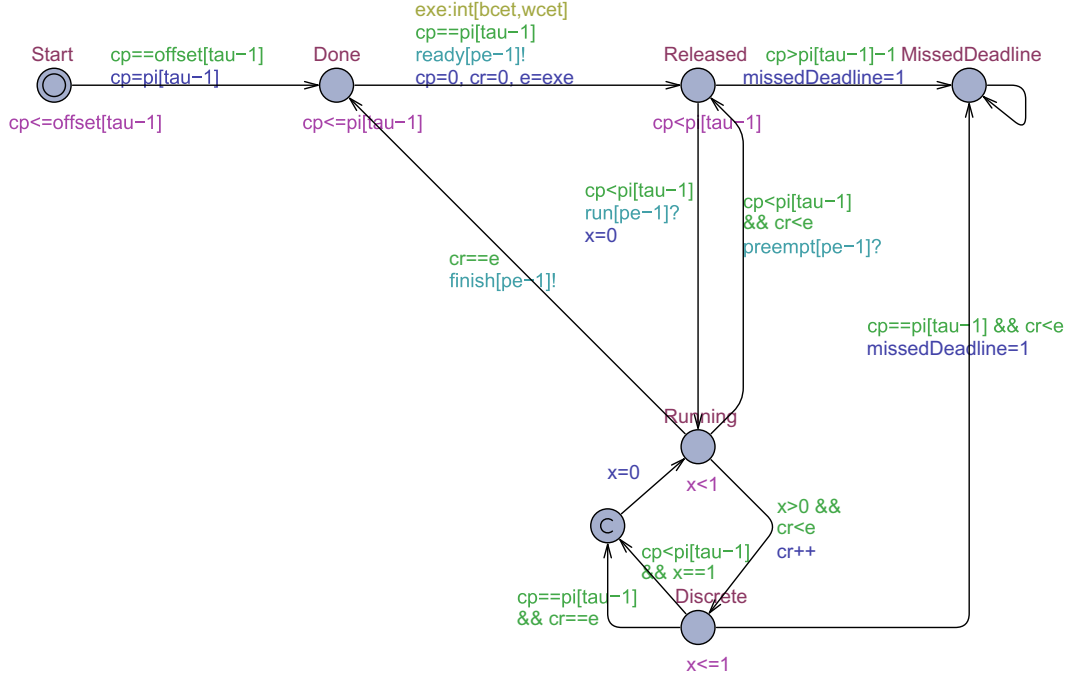 exe:int[bcet,wcet]
cp==pi[tau−1]
ready[pe−1]!
cp=0, cr=0, e=exe
Start
cp==offset[tau−1]
cp=pi[tau−1]
cp<=offset[tau−1]
Done
cp<=pi[tau−1]
Released
cp<pi[tau−1]
cp>pi[tau−1]−1
missedDeadline=1
MissedDeadline
cp<pi[tau−1]
run[pe−1]?
x=0
cp<pi[tau−1]
&& cr<e
preempt[pe−1]?
cr==e
finish[pe−1]!
cp==pi[tau−1] && cr<e
missedDeadline=1
Running
x<1
x=0
x>0 &&
cr<e
cr++
C
cp<pi[tau−1]
&& x==1
cp==pi[tau−1]
&& cr==e
Discrete
x<=1